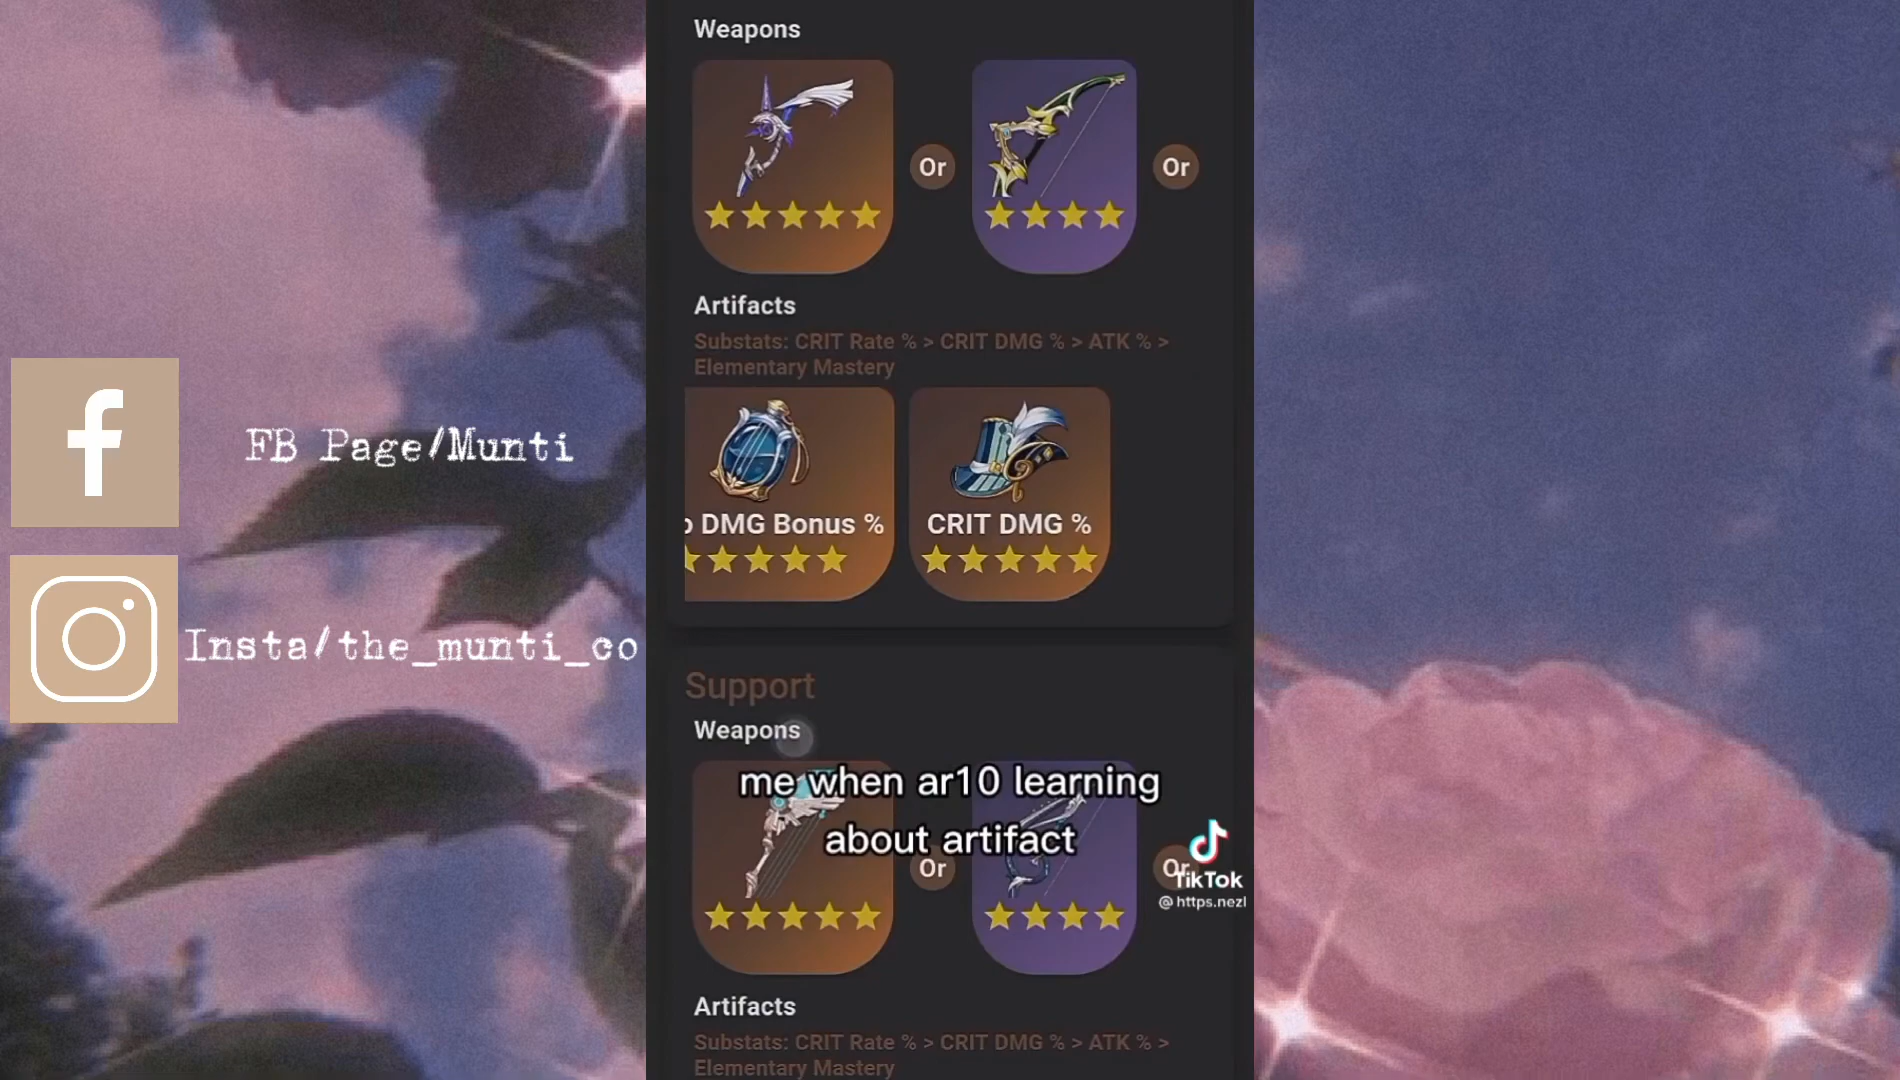 Weapons
Or
Or
Artifacts
Substats: CRIT Rate % > CRIT DMG % > ATK % >
Elementary Mastery
DMG Bonus %
CRIT DMG %
FB Page/Munti
Insta/the_munti_co
Support
Weapons
me when ar10 learning
about artifact
Or
Or
TikTok
@ https.nezl
Artifacts
Substats: CRIT Rate % > CRIT DMG % > ATK % >
Elementary Mastery